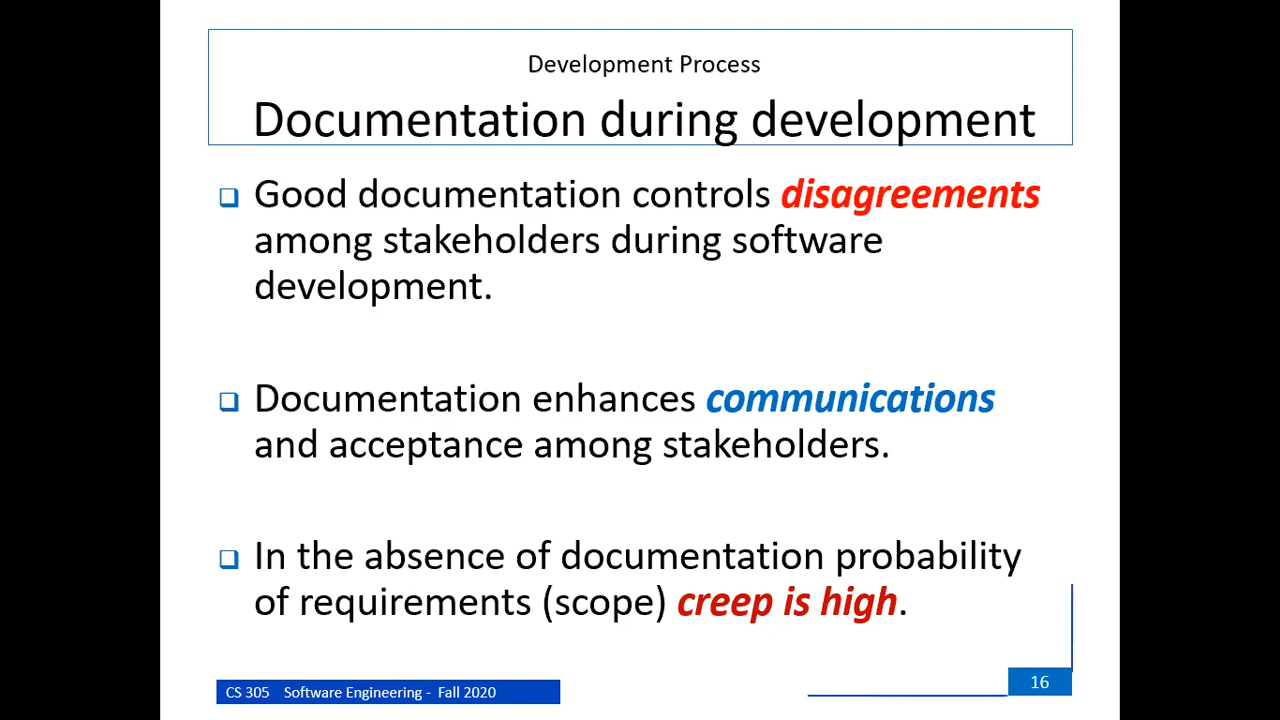 Development Process
Documentation during development
Good documentation controls disagreements
among stakeholders during software
development.
Documentation enhances communications
and acceptance among stakeholders.
In the absence of documentation probability
of requirements (scope) creep is high.
CS 305 Software Engineering - Fall 2020
16